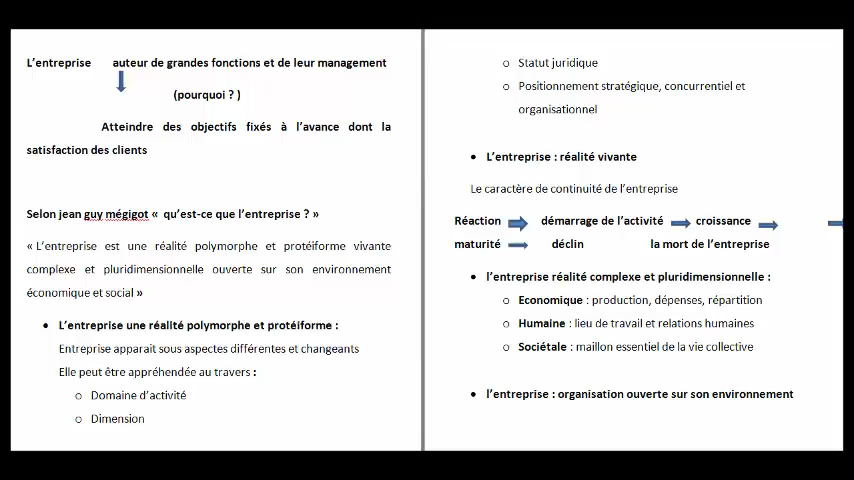 L'entreprise auteur de grandes fonctions et de leur management
(pourquoi ? )
Atteindre des objectifs fixés à l'avance dont la
satisfaction des clients
Selon jean guy mégigot « qu'est-ce que l'entreprise ? »
« L'entreprise est une réalité polymorphe et protéiforme vivante
complexe et pluridimensionnelle ouverte sur son environnement
économique et social »
• L'entreprise une réalité polymorphe et protéiforme :
Entreprise apparait sous aspectes différentes et changeants
Elle peut être appréhendée au travers :
o Domaine d'activité
o Dimension
o Statut juridique
o Positionnement stratégique, concurrentiel et
organisationnel
• L'entreprise : réalité vivante
Le caractère de continuité de l'entreprise
Réaction démarrage de l'activité croissance
maturité déclin la mort de l'entreprise
• l'entreprise réalité complexe et pluridimensionnelle :
o Economique : production, dépenses, répartition
o Humaine : lieu de travail et relations humaines
o Sociétale : maillon essentiel de la vie collective
• l'entreprise : organisation ouverte sur son environnement